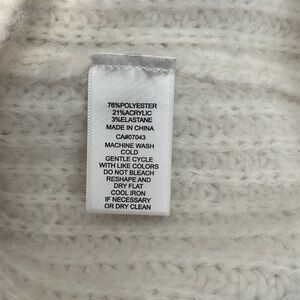 76%POLYESTER
21%ACRYLIC
3%ELASTANE
MADE IN CHINA
CA#07043
MACHINE WASH
COLD
GENTLE CYCLE
WITH LIKE COLORS
DO NOT BLEACH
RESHAPE AND
DRY FLAT
COOL IRON
IF NECESSARY
OR DRY CLEAN